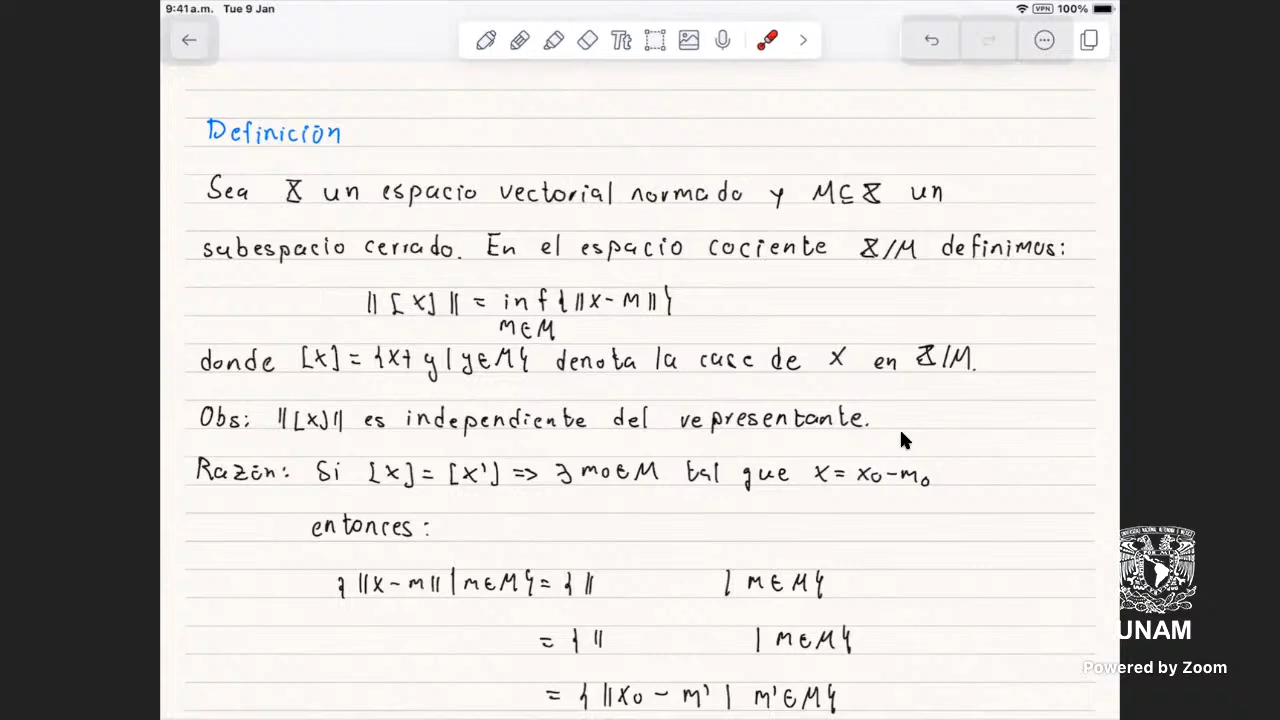 9:41 a.m. Tue 9 Jan
VPN 100%
Tt
Definición
Sea X un espacio vectorial normado y M⊆X un
subespacio cerrado. En el espacio cociente X/M definimos:
||[x]|| = inf{||x-m||}
m∈M
donde [x]={x+y|y∈M} denota la case de x en X/M.
Obs: ||[x]|| es independiente del representante.
Razón: Si [x]=[x'] => ∃ m0∈M tal que x = x0-m0
entonces:
{||x-m|| | m∈M} = {|| | m∈M}
= {|| | m∈M}
= {||x0 - m' | m'∈M}
UNAM
Powered by Zoom